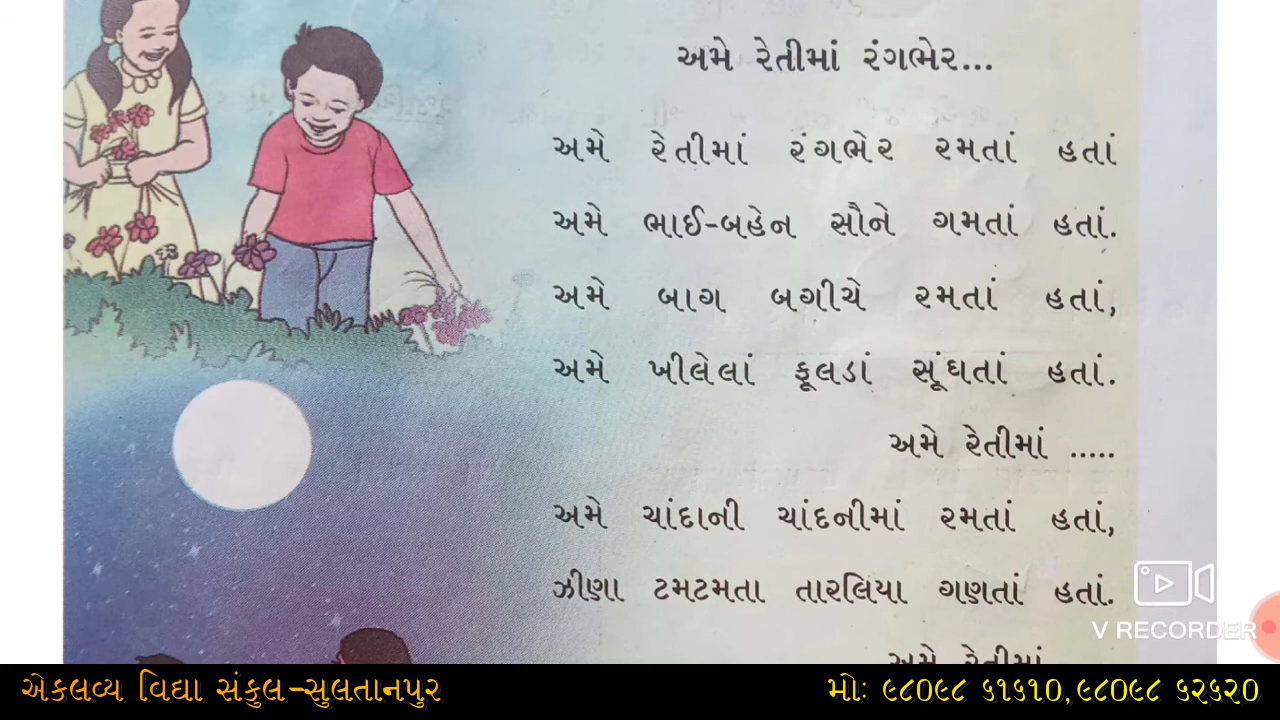 અમે રેતીમાં રંગભેર...
અમે રેતીમાં રંગભેર રમતાં હતાં
અમે ભાઈ-બહેન સૌને ગમતાં હતાં.
અમે બાગ બગીચે રમતાં હતાં,
અમે ખીલેલાં ફૂલડાં સૂંઘતાં હતાં.
અમે રેતીમાં .....
અમે ચાંદાની ચાંદનીમાં રમતાં હતાં,
ઝીણા ટમટમતા તારલિયા ગણતાં હતાં.
V RECORDER
અમે રેતીમાં
એકલવ્ય વિદ્યા સંકુલ-સુલતાનપુર
મોઃ ૯૮૦૯૮ ૬૧૬૧૦,૯૮૦૯૮ ૬૨૬૨૦